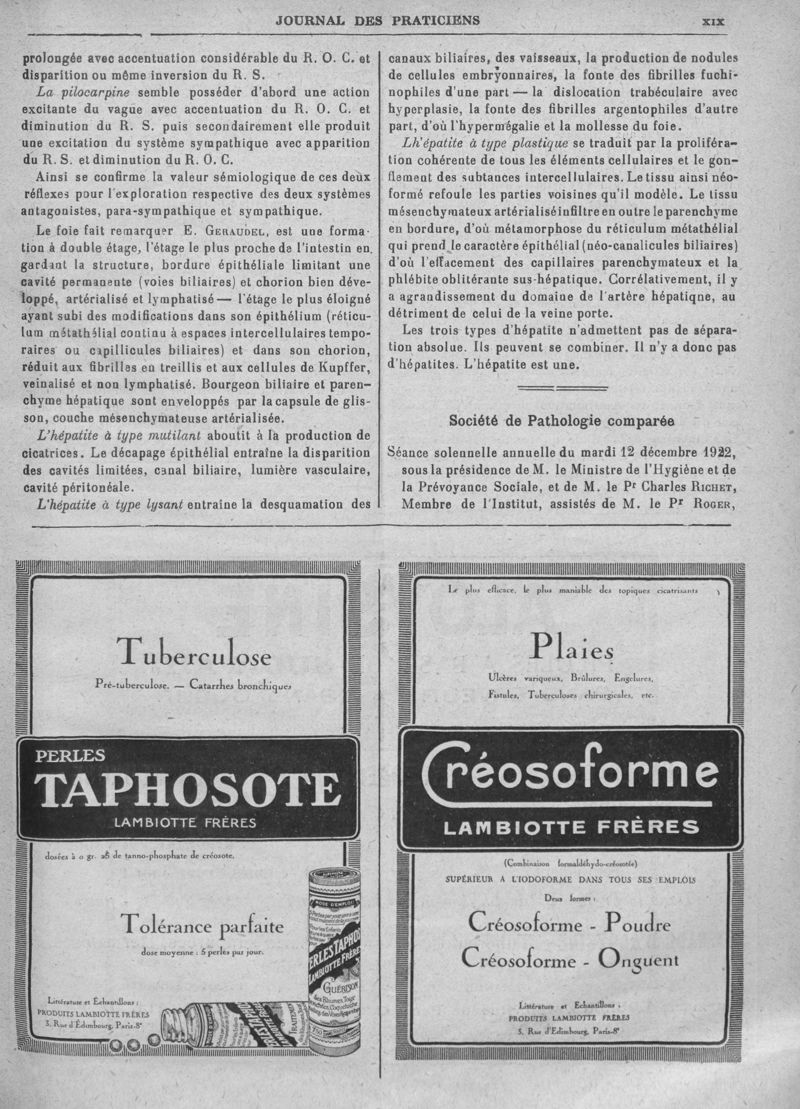 JOURNAL DES PRATICIENS
XIX
prolongée avec accentuation considérable du R. O. C. et
disparition ou même inversion du R. S.
La pilocarpine semble posséder d'abord une action
excitante du vague avec accentuation du R. O. C. et
diminution du R. S. puis secondairement elle produit
une excitation du système sympathique avec apparition
du R. S. et diminution du R. O. C.
Ainsi se confirme la valeur sémiologique de ces deux
réflexes pour l'exploration respective des deux systèmes
antagonistes, para-sympathique et sympathique.
Le foie fait remarquer E. GERAUDEL, est une forma-
tion à double étage, l'étage le plus proche de l'intestin en
gardant la structure, bordure épithéliale limitant une
cavité permanente (voies biliaires) et chorion bien déve-
loppé, artérialisé et lymphatisé — l'étage le plus éloigné
ayant subi des modifications dans son épithélium (réticu-
lum métathélial continu à espaces intercellulaires tempo-
raires ou capillicules biliaires) et dans son chorion,
réduit aux fibrilles en treillis et aux cellules de Kupffer,
veinalisé et non lymphatisé. Bourgeon biliaire et paren-
chyme hépatique sont enveloppés par la capsule de glis-
son, couche mésenchymateuse artérialisée.
L'hépatite à type mutilant aboutit à la production de
cicatrices. Le décapage épithélial entraîne la disparition
des cavités limitées, canal biliaire, lumière vasculaire,
cavité péritonéale.
L'hépatite à type lysant entraîne la desquamation des
canaux biliaires, des vaisseaux, la production de nodules
de cellules embryonnaires, la fonte des fibrilles fuchi-
nophiles d'une part — la dislocation trabéculaire avec
hyperplasie, la fonte des fibrilles argentophiles d'autre
part, d'où l'hypermégalie et la mollesse du foie.
Lh'épatite à type plastique se traduit par la proliféra-
tion cohérente de tous les éléments cellulaires et le gon-
flement des subtances intercellulaires. Le tissu ainsi néo-
formé refoule les parties voisines qu'il modèle. Le tissu
mésenchymateux artérialisé infiltre en outre le parenchyme
en bordure, d'où métamorphose du réticulum métathélial
qui prend le caractère épithélial (néo-canalicules biliaires)
d'où l'effacement des capillaires parenchymateux et la
phlébite oblitérante sus-hépatique. Corrélativement, il y
a agrandissement du domaine de l'artère hépatique, au
détriment de celui de la veine porte.
Les trois types d'hépatite n'admettent pas de sépara-
tion absolue. Ils peuvent se combiner. Il n'y a donc pas
d'hépatites. L'hépatite est une.
Société de Pathologie comparée
Séance solennelle annuelle du mardi 12 décembre 1922,
sous la présidence de M. le Ministre de l'Hygiène et de
la Prévoyance Sociale, et de M. le Pr Charles RICHET,
Membre de l'Institut, assistés de M. le Pr ROGER,
Tuberculose
Pré-tuberculose. — Catarrhes bronchiques
PERLES
TAPHOSOTE
LAMBIOTTE FRÈRES
dosées à 0 gr. 26 de tanno-phosphate de créosote.
Tolérance parfaite
dose moyenne : 5 perles par jour.
MODE D'EMPLOI
PERLES TAPHOS
LAMBIOTTE FRÈRES
GUÉRISON
Littérature et Echantillons :
PRODUITS LAMBIOTTE FRÈRES
3, Rue d'Édimbourg, Paris-8e
Le plus efficace, le plus maniable des topiques cicatrisants
Plaies
Ulcères variqueux, Brûlures, Engelures,
Fistules, Tuberculoses chirurgicales, etc.
Créosoforme
LAMBIOTTE FRÈRES
(Combinaison formaldéhydo-créosotée)
SUPÉRIEUR A L'IODOFORME DANS TOUS SES EMPLOIS
Deux formes :
Créosoforme - Poudre
Créosoforme - Onguent
Littérature et Echantillons :
PRODUITS LAMBIOTTE FRÈRES
3, Rue d'Édimbourg, Paris-8e